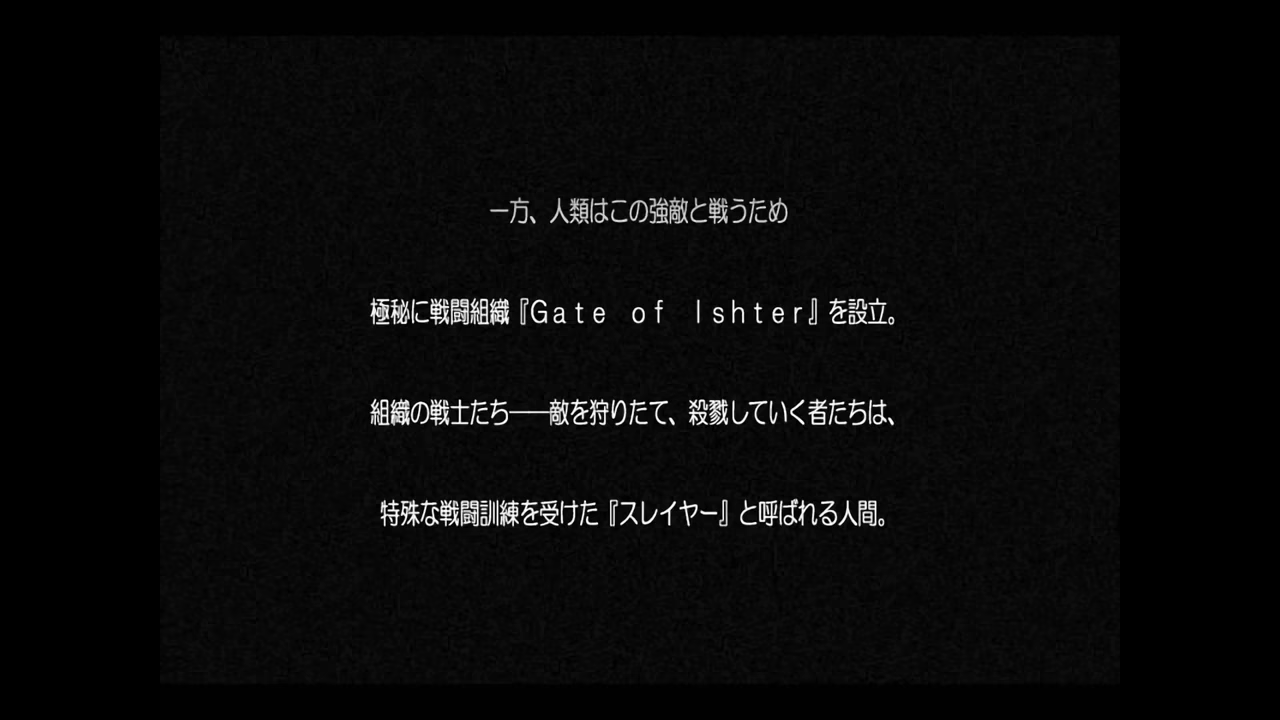 一方、人類はこの強敵と戦うため
極秘に戦闘組織『Ｇａｔｅ　ｏｆ　Ｉｓｈｔｅｒ』を設立。
組織の戦士たち――敵を狩りたて、殺戮していく者たちは、
特殊な戦闘訓練を受けた『スレイヤー』と呼ばれる人間。